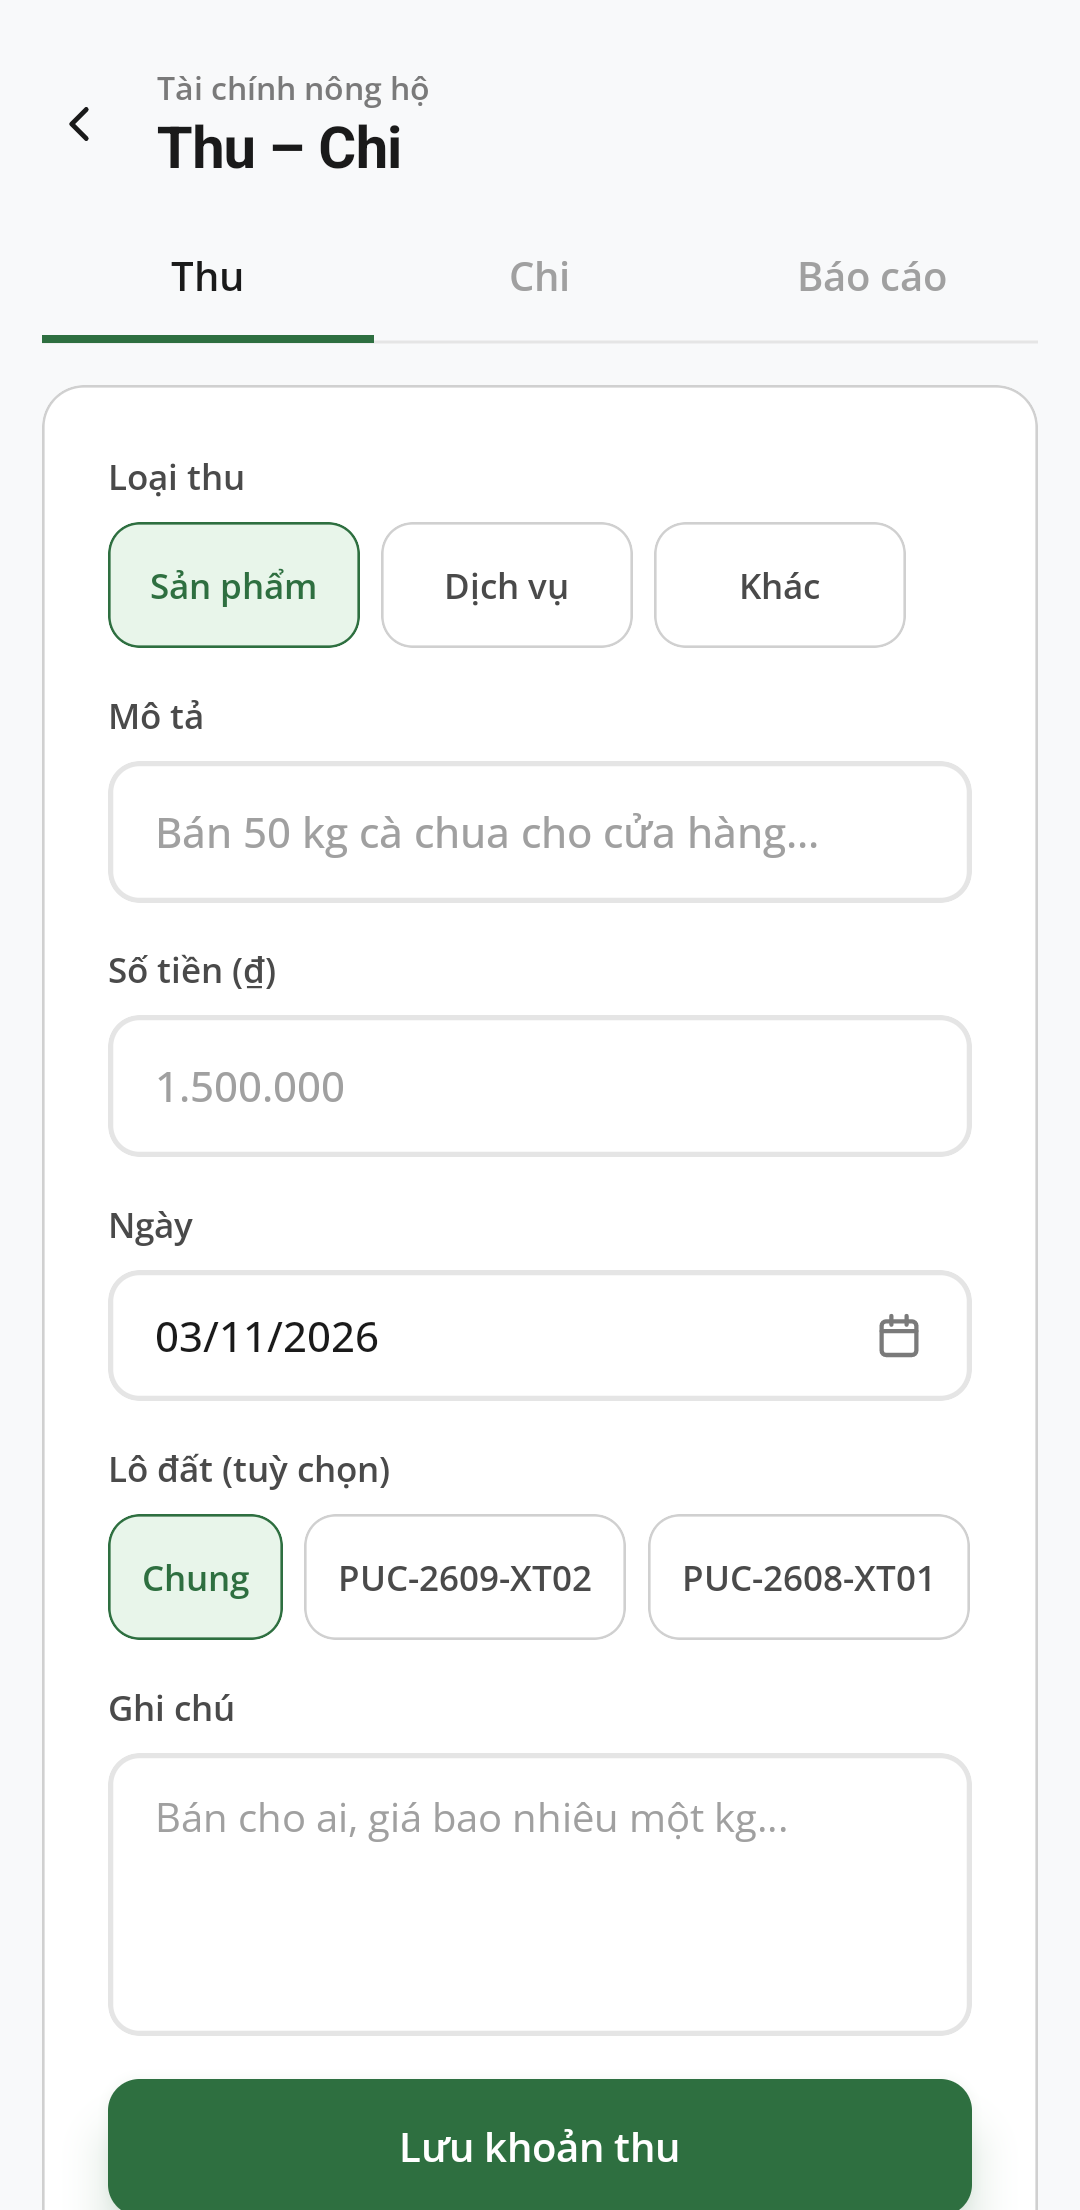 Tài chính nông hộ
Thu – Chi
Thu
Chi
Báo cáo
Loại thu
Sản phẩm
Dịch vụ
Khác
Mô tả
Bán 50 kg cà chua cho cửa hàng...
Số tiền (₫)
1.500.000
Ngày
03/11/2026
Lô đất (tuỳ chọn)
Chung
PUC-2609-XT02
PUC-2608-XT01
Ghi chú
Bán cho ai, giá bao nhiêu một kg...
Lưu khoản thu